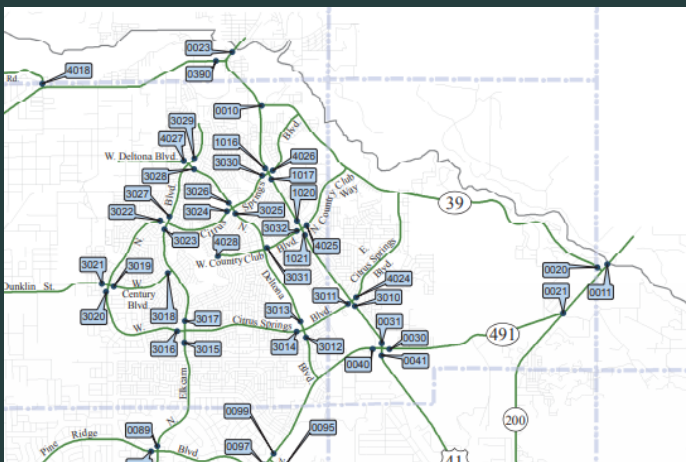 0023
4018
Rd.
0390
0010
3029
4027
Blvd.
1016
4026
W. Deltona Blvd.
3030
1017
3028
Springs
1020
N. Country Club
Way
3027
Blvd.
3026
39
3022
3024
3025
3032
Citrus
N.
4025
3023
N.
4028
Blvd.
1021
W. Country Club
3031
E.
Citrus Springs
Blvd.
3021
3019
0020
0011
4024
Deltona
Dunklin St.
W.
Century
Blvd
0021
3011
3010
3020
3018
3017
3013
Blvd.
0031
W.
Citrus Springs
0030
491
3016
3015
3014
3012
0040
0041
Blvd
Elkcam
0099
200
N.
0089
0095
Pine Ridge Blvd
0097
N.
41